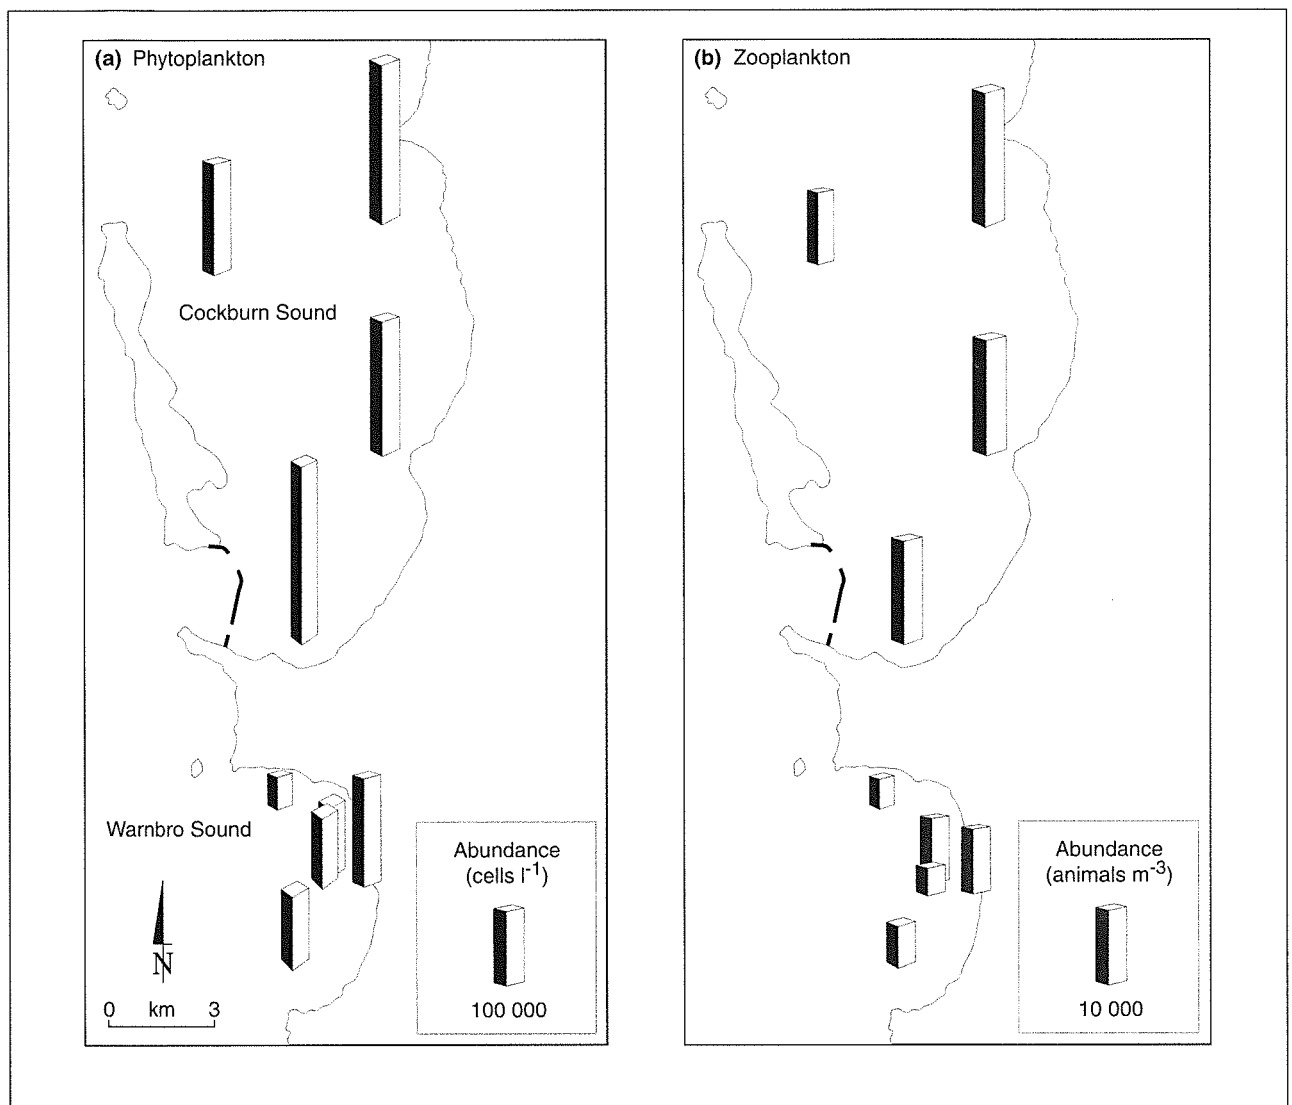 (a) Phytoplankton
Cockburn Sound
Warnbro Sound
N
0 km 3
Abundance
(cells l⁻¹)
100 000
(b) Zooplankton
Abundance
(animals m⁻³)
10 000